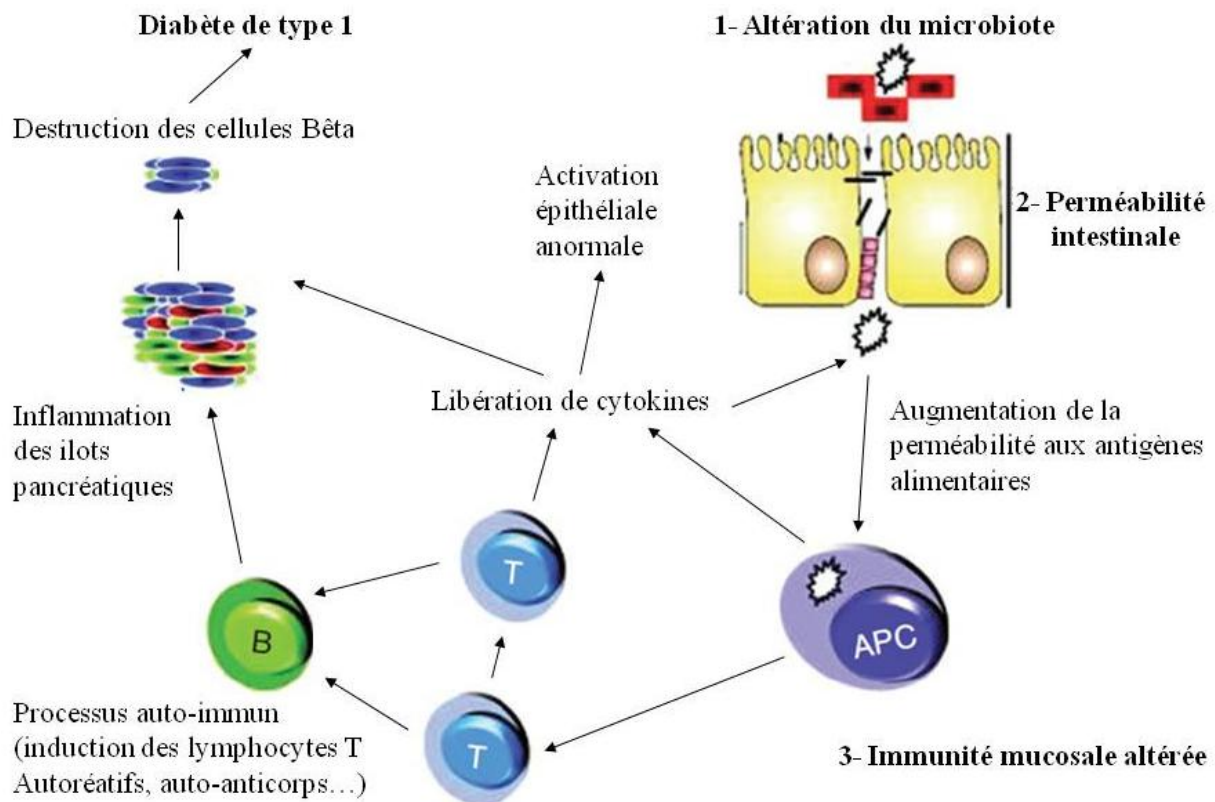 Diabète de type 1
1- Altération du microbiote
Destruction des cellules Bêta
Activation
épithéliale
anormale
2- Perméabilité
intestinale
Inflammation
des ilots
pancréatiques
Libération de cytokines
Augmentation de la
perméabilité aux antigènes
alimentaires
T
B
APC
T
Processus auto-immun
(induction des lymphocytes T
Autoréatifs, auto-anticorps…)
3- Immunité mucosale altérée